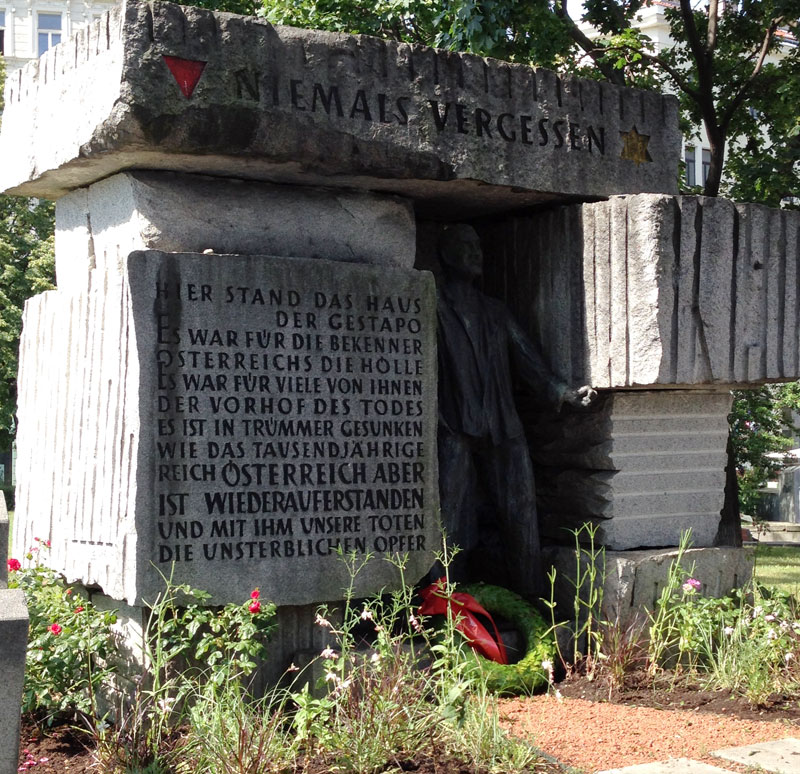 NIEMALS VERGESSEN
HIER STAND DAS HAUS
DER GESTAPO
ES WAR FÜR DIE BEKENNER
ÖSTERREICHS DIE HÖLLE
ES WAR FÜR VIELE VON IHNEN
DER VORHOF DES TODES
ES IST IN TRÜMMER GESUNKEN
WIE DAS TAUSENDJÄHRIGE
REICH ÖSTERREICH ABER
IST WIEDERAUFERSTANDEN
UND MIT IHM UNSERE TOTEN
DIE UNSTERBLICHEN OPFER